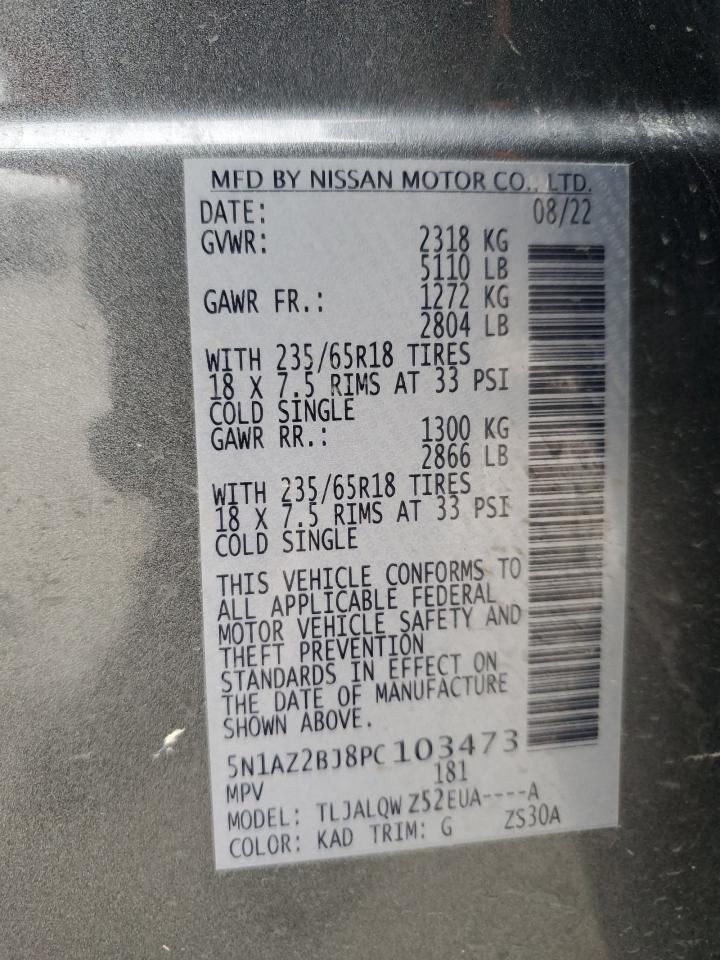 MFD BY NISSAN MOTOR CO., LTD.
DATE: 08/22
GVWR: 2318 KG
5110 LB
GAWR FR.: 1272 KG
2804 LB
WITH 235/65R18 TIRES
18 X 7.5 RIMS AT 33 PSI
COLD SINGLE
GAWR RR.: 1300 KG
2866 LB
WITH 235/65R18 TIRES
18 X 7.5 RIMS AT 33 PSI
COLD SINGLE
THIS VEHICLE CONFORMS TO
ALL APPLICABLE FEDERAL
MOTOR VEHICLE SAFETY AND
THEFT PREVENTION
STANDARDS IN EFFECT ON
THE DATE OF MANUFACTURE
SHOWN ABOVE.
5N1AZ2BJ8PC103473
MPV 181
MODEL: TLJALQW Z52EUA----A
COLOR: KAD TRIM: G ZS30A